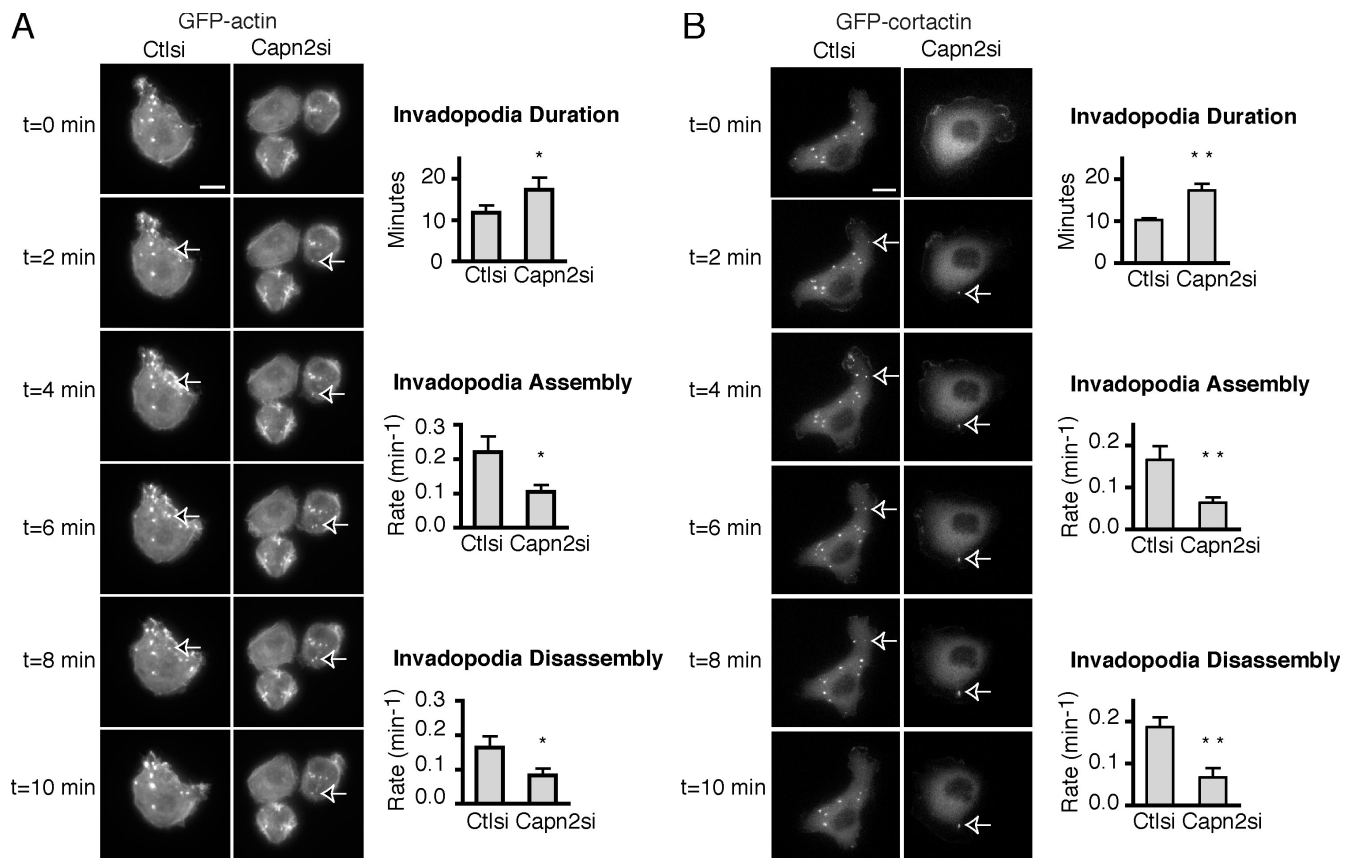 A
GFP-actin
Ctlsi Capn2si
t=0 min
t=2 min
t=4 min
t=6 min
t=8 min
t=10 min
Invadopodia Duration
Minutes
20
10
0
*
Ctlsi Capn2si
Invadopodia Assembly
Rate (min-1)
0.3
0.2
0.1
0.0
*
Ctlsi Capn2si
Invadopodia Disassembly
Rate (min-1)
0.3
0.2
0.1
0.0
*
Ctlsi Capn2si
B
GFP-cortactin
Ctlsi Capn2si
t=0 min
t=2 min
t=4 min
t=6 min
t=8 min
t=10 min
Invadopodia Duration
Minutes
20
10
0
* *
Ctlsi Capn2si
Invadopodia Assembly
Rate (min-1)
0.2
0.1
0.0
* *
Ctlsi Capn2si
Invadopodia Disassembly
Rate (min-1)
0.2
0.1
0.0
* *
Ctlsi Capn2si